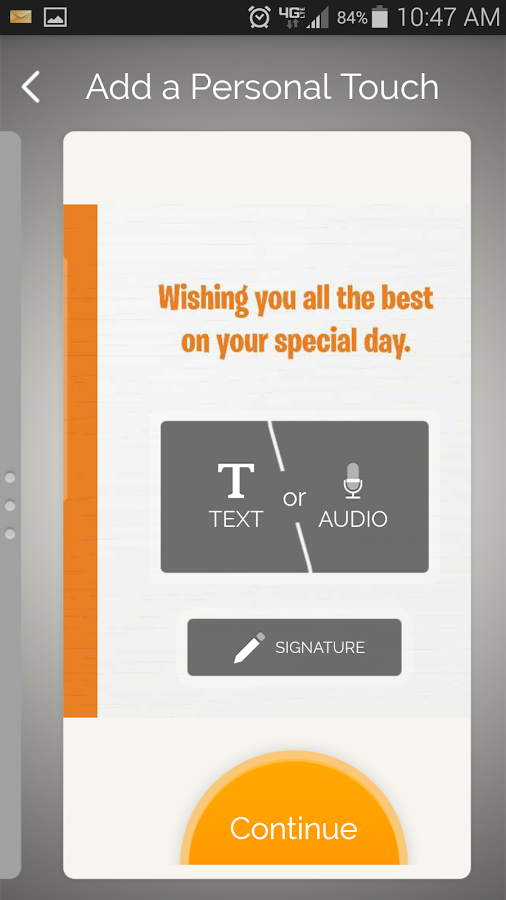 4G LTE 84% 10:47 AM
Add a Personal Touch
Wishing you all the best
on your special day.
T
or
TEXT AUDIO
SIGNATURE
Continue